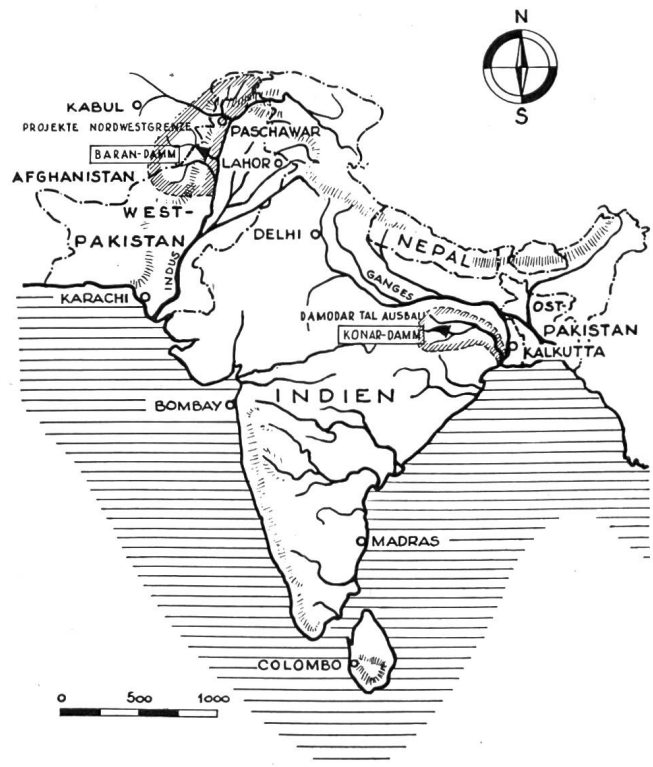 N
S
KABUL
PROJEKTE NORDWESTGRENZE
PASCHAWAR
BARAN-DAMM
LAHOR
AFGHANISTAN
WEST-
PAKISTAN
INDUS
DELHI
NEPAL
GANGES
KARACHI
OST-
PAKISTAN
DAMODAR TAL AUSBAU
KONAR-DAMM
KALKUTTA
INDIEN
BOMBAY
MADRAS
COLOMBO
0 500 1000